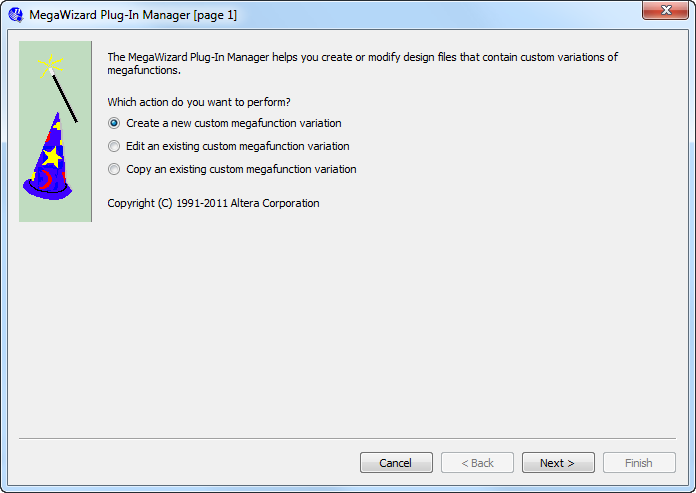 MegaWizard Plug-In Manager [page 1]
The MegaWizard Plug-In Manager helps you create or modify design files that contain custom variations of
megafunctions.
Which action do you want to perform?
Create a new custom megafunction variation
Edit an existing custom megafunction variation
Copy an existing custom megafunction variation
Copyright (C) 1991-2011 Altera Corporation
Cancel < Back Next > Finish